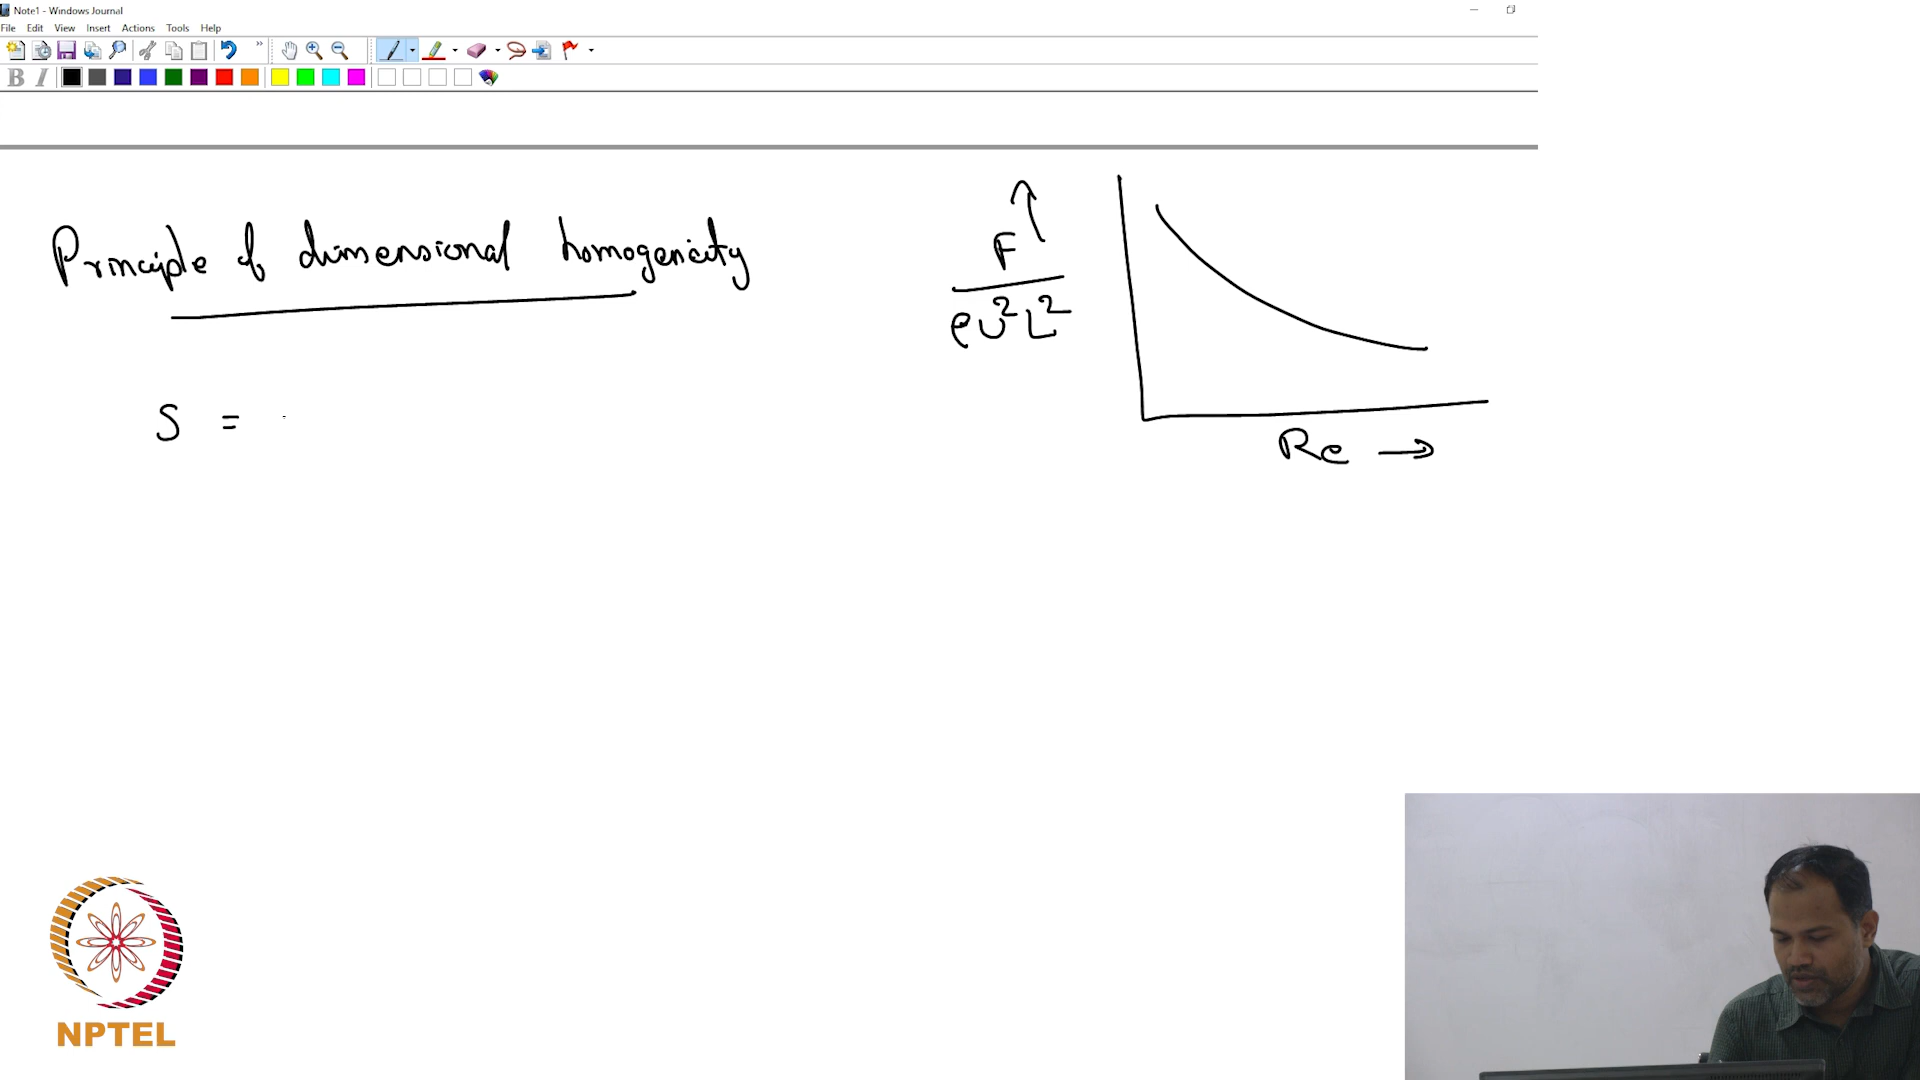 Note1 - Windows Journal
File Edit View Insert Actions Tools Help
B I
Principle of dimensional homogeneity
F
ρU²L²
S =
Re →
NPTEL